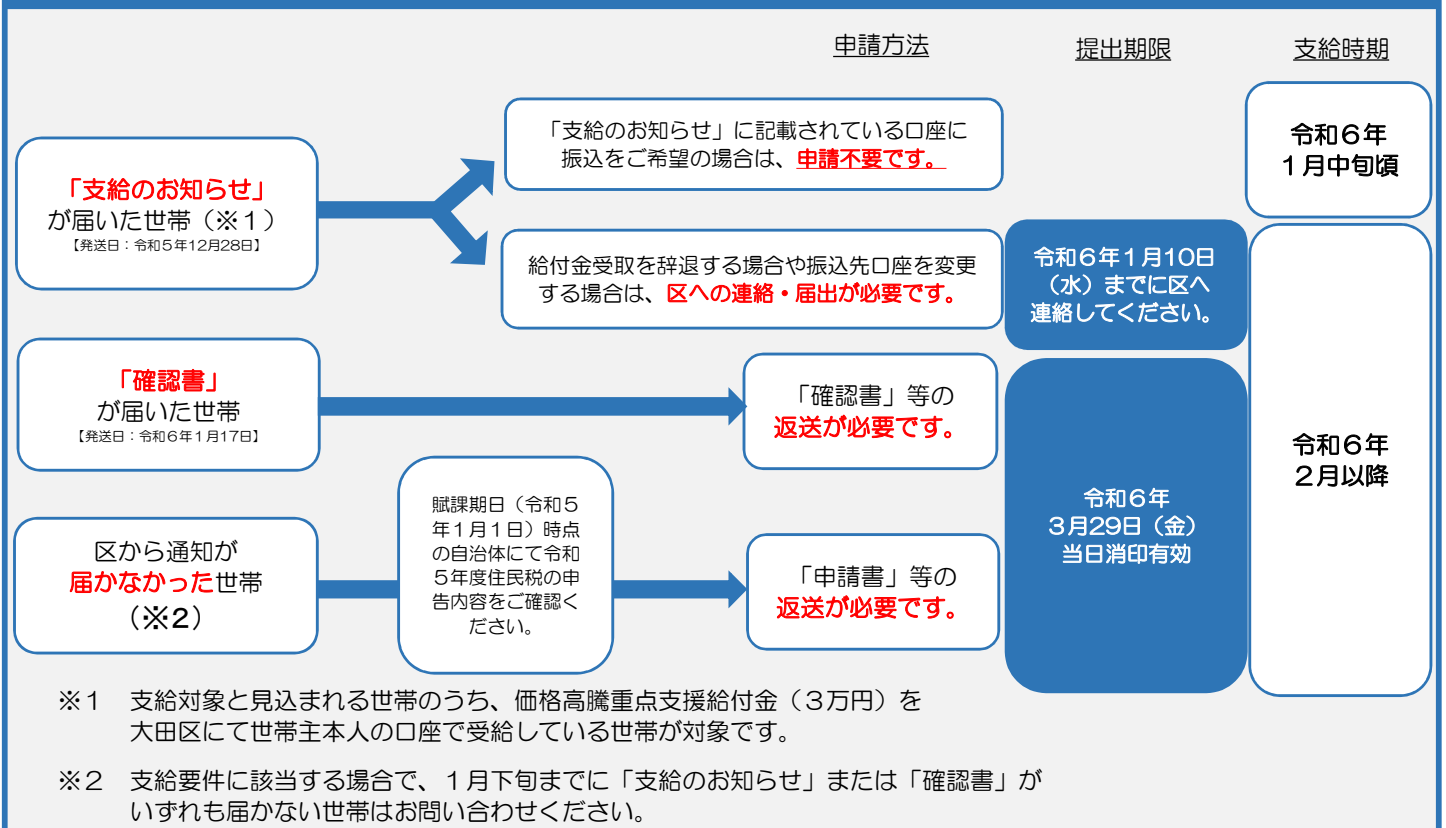 申請方法
提出期限
支給時期
「支給のお知らせ」
が届いた世帯（※１）
【発送日：令和５年12月28日】
「支給のお知らせ」に記載されている口座に
振込をご希望の場合は、申請不要です。
令和６年
１月中旬頃
給付金受取を辞退する場合や振込先口座を変更
する場合は、区への連絡・届出が必要です。
令和６年１月10日
（水）までに区へ
連絡してください。
「確認書」
が届いた世帯
【発送日：令和６年１月17日】
「確認書」等の
返送が必要です。
令和６年
３月29日（金）
当日消印有効
令和６年
２月以降
区から通知が
届かなかった世帯
（※2）
賦課期日（令和５
年１月１日）時点
の自治体にて令和
５年度住民税の申
告内容をご確認く
ださい。
「申請書」等の
返送が必要です。
※１　支給対象と見込まれる世帯のうち、価格高騰重点支援給付金（３万円）を
大田区にて世帯主本人の口座で受給している世帯が対象です。
※２　支給要件に該当する場合で、１月下旬までに「支給のお知らせ」または「確認書」が
いずれも届かない世帯はお問い合わせください。